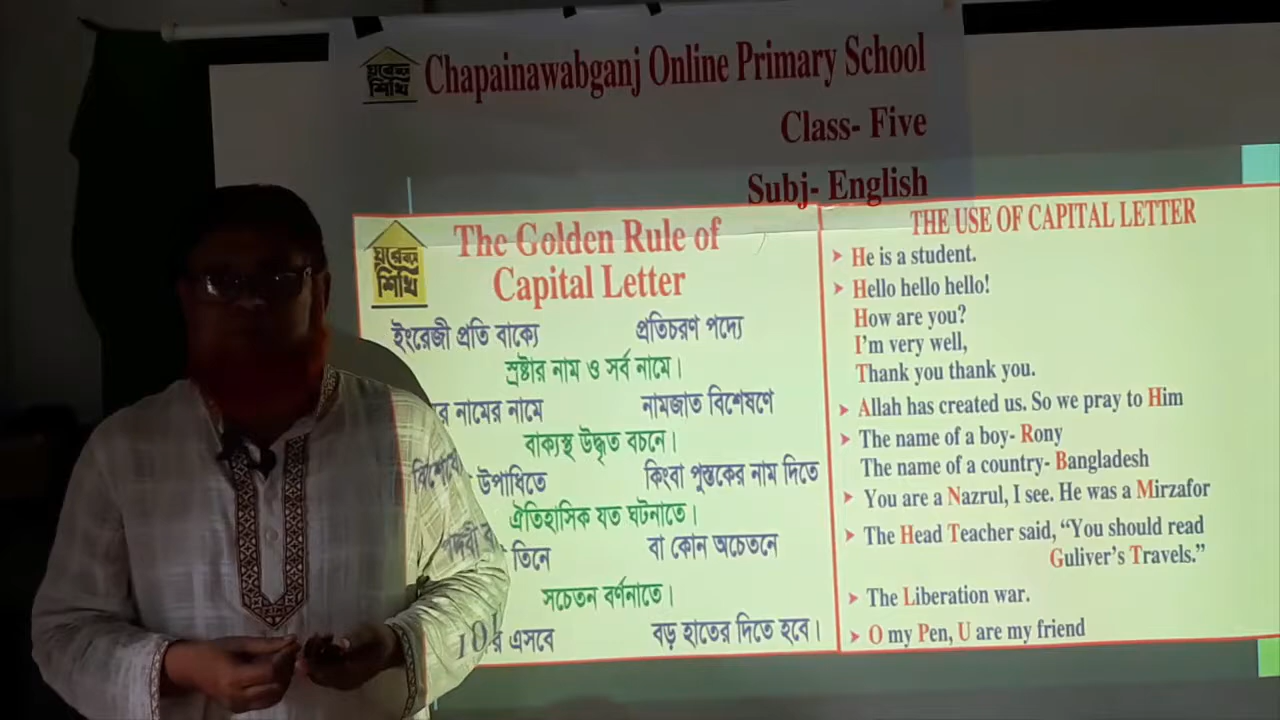 ঘরে বসে
শিখি
Chapainawabganj Online Primary School
Class- Five
Subj- English
ঘরে বসে
শিখি
The Golden Rule of
Capital Letter
ইংরেজী প্রতি বাক্যে প্রতিচরণ পদ্যে
স্রষ্টার নাম ও সর্ব নামে।
র নামের নামে নামজাত বিশেষণে
বাক্যস্থ উদ্ধৃত বচনে।
উপাধিতে কিংবা পুস্তকের নাম দিতে
ঐতিহাসিক যত ঘটনাতে।
তিনে বা কোন অচেতনে
সচেতন বর্ণনাতে।
র এসবে বড় হাতের দিতে হবে।
THE USE OF CAPITAL LETTER
He is a student.
Hello hello hello!
How are you?
I'm very well,
Thank you thank you.
Allah has created us. So we pray to Him
The name of a boy- Rony
The name of a country- Bangladesh
You are a Nazrul, I see. He was a Mirzafor
The Head Teacher said, “You should read
Guliver's Travels.”
The Liberation war.
O my Pen, U are my friend